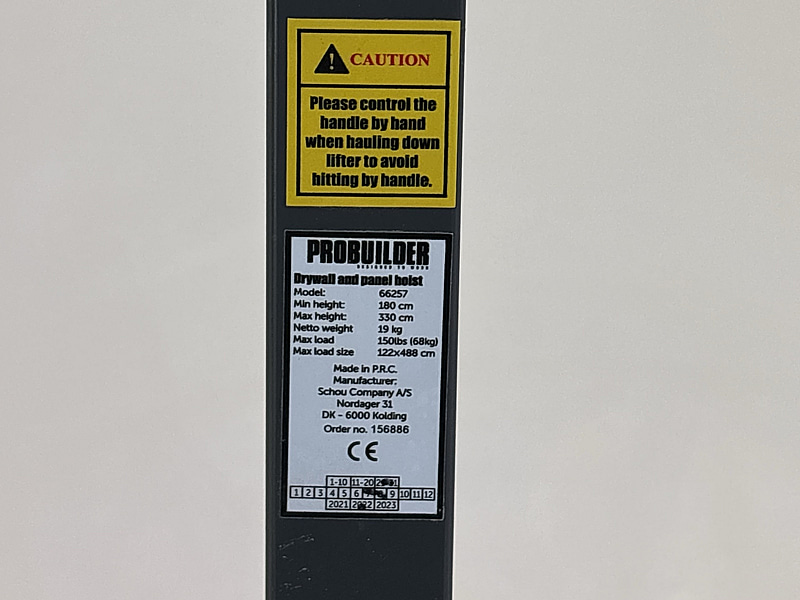 CAUTION
Please control the
handle by hand
when hauling down
lifter to avoid
hitting by handle.
PROBUILDER
DESIGNED TO WORK
Drywall and panel hoist
Model: 66257
Min height: 180 cm
Max height: 330 cm
Netto weight 19 kg
Max load 150lbs (68kg)
Max load size 122x488 cm
Made in P.R.C.
Manufacturer:
Schou Company A/S
Nordager 31
DK - 6000 Kolding
Order no. 156886
CE
1-10 11-20
1 2 3 4 5 6 9 10 11 12
2021 2022 2023